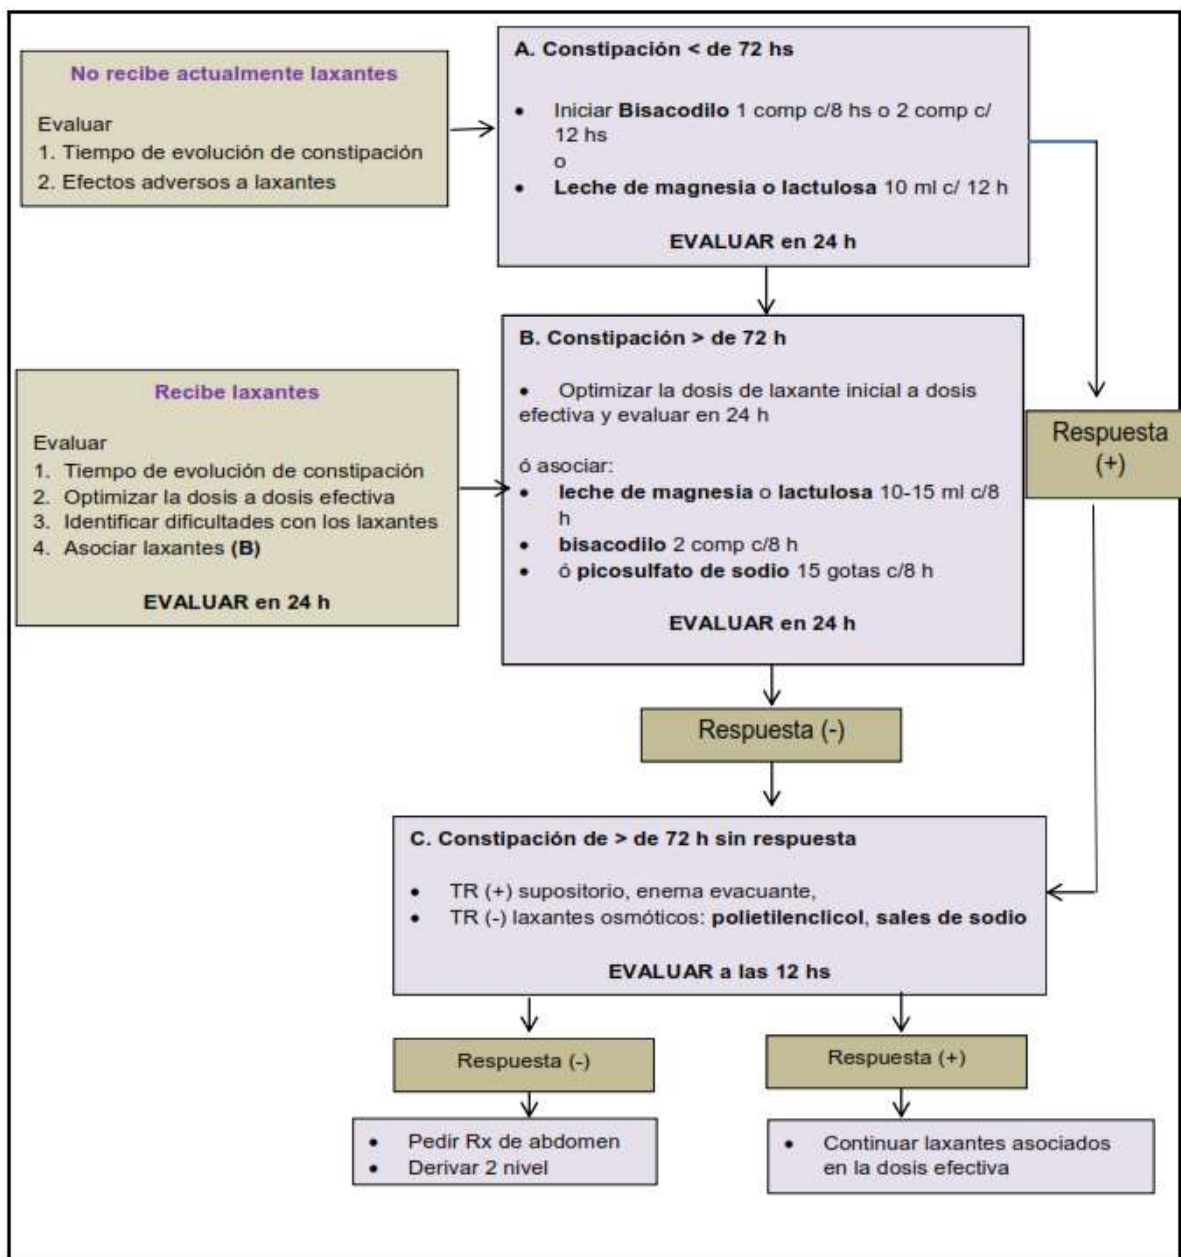 No recibe actualmente laxantes
Evaluar
1. Tiempo de evolución de constipación
2. Efectos adversos a laxantes
A. Constipación < de 72 hs
• Iniciar Bisacodilo 1 comp c/8 hs o 2 comp c/
12 hs
o
• Leche de magnesia o lactulosa 10 ml c/ 12 h
EVALUAR en 24 h
Recibe laxantes
Evaluar
1. Tiempo de evolución de constipación
2. Optimizar la dosis a dosis efectiva
3. Identificar dificultades con los laxantes
4. Asociar laxantes (B)
EVALUAR en 24 h
B. Constipación > de 72 h
• Optimizar la dosis de laxante inicial a dosis
efectiva y evaluar en 24 h
ó asociar:
• leche de magnesia o lactulosa 10-15 ml c/8
h
• bisacodilo 2 comp c/8 h
• ó picosulfato de sodio 15 gotas c/8 h
EVALUAR en 24 h
Respuesta
(+)
Respuesta (-)
C. Constipación de > de 72 h sin respuesta
• TR (+) supositorio, enema evacuante,
• TR (-) laxantes osmóticos: polietilenclicol, sales de sodio
EVALUAR a las 12 hs
Respuesta (-)
Respuesta (+)
• Pedir Rx de abdomen
• Derivar 2 nivel
• Continuar laxantes asociados
en la dosis efectiva